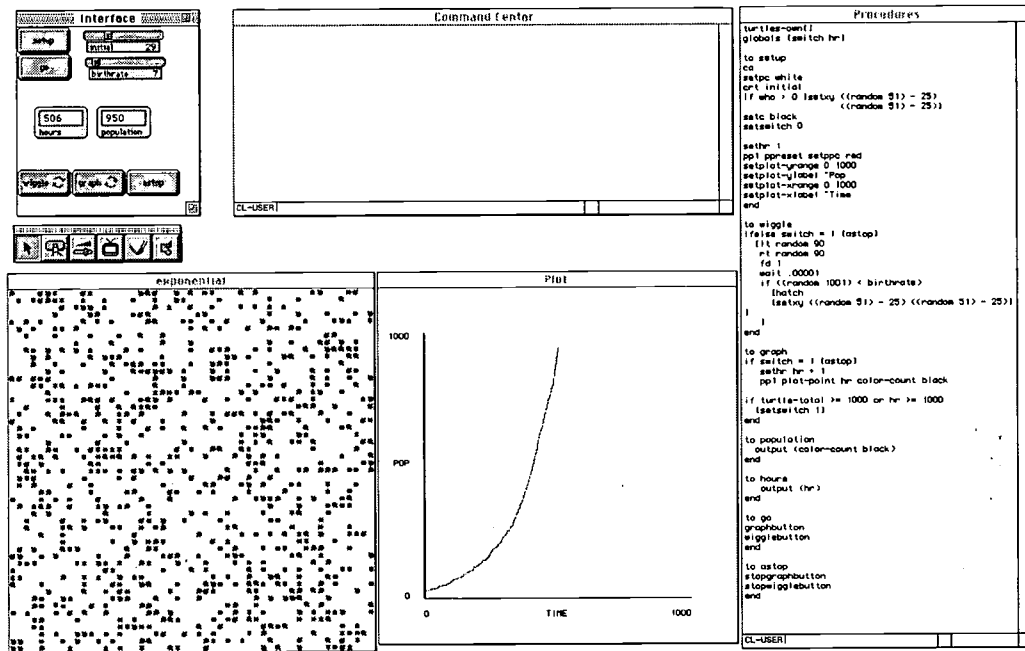 Interface
setup
initial 29
go
birthrate 7
506
hours
950
population
wiggle
graph
astop
Command Center
CL-USER
exponential
Plot
1000
POP
0
0
TIME
1000
Procedures
turtles-own[]
globals [switch hr]
to setup
ca
setpc white
crt initial
if who > 0 [setxy ((random 51) - 25)
((random 51) - 25)]
setc black
setswitch 0
sethr 1
pp1 ppreset setppc red
setplot-yrange 0 1000
setplot-ylabel "Pop
setplot-xrange 0 1000
setplot-xlabel "Time
end
to wiggle
ifelse switch = 1 [astop]
[lt random 90
rt random 90
fd 1
wait .00001
if ((random 1001) < birthrate)
[hatch
[setxy ((random 51) - 25) ((random 51) - 25)]
]
]
end
to graph
if switch = 1 [astop]
sethr hr + 1
pp1 plot-point hr color-count black
if turtle-total >= 1000 or hr >= 1000
[setswitch 1]
end
to population
output (color-count black)
end
to hours
output (hr)
end
to go
graphbutton
wigglebutton
end
to astop
stopgraphbutton
stopwigglebutton
end
CL-USER